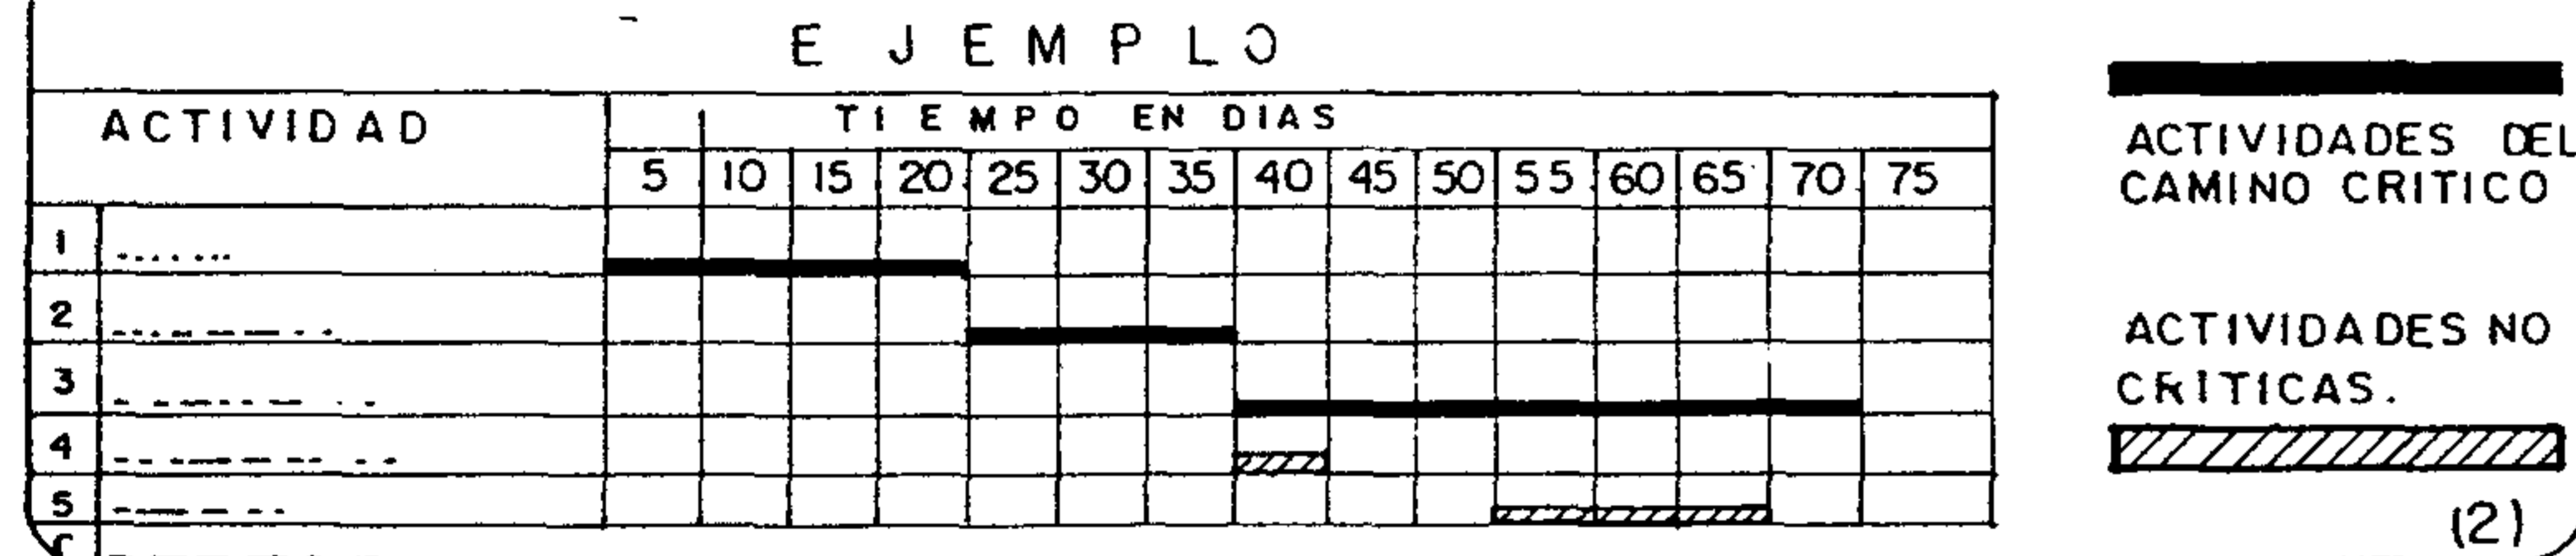 EJEMPLO
ACTIVIDAD
TIEMPO EN DIAS
5 10 15 20 25 30 35 40 45 50 55 60 65 70 75
1
2
3
4
5
ACTIVIDADES DEL
CAMINO CRITICO
ACTIVIDADES NO
CRITICAS.
(2)